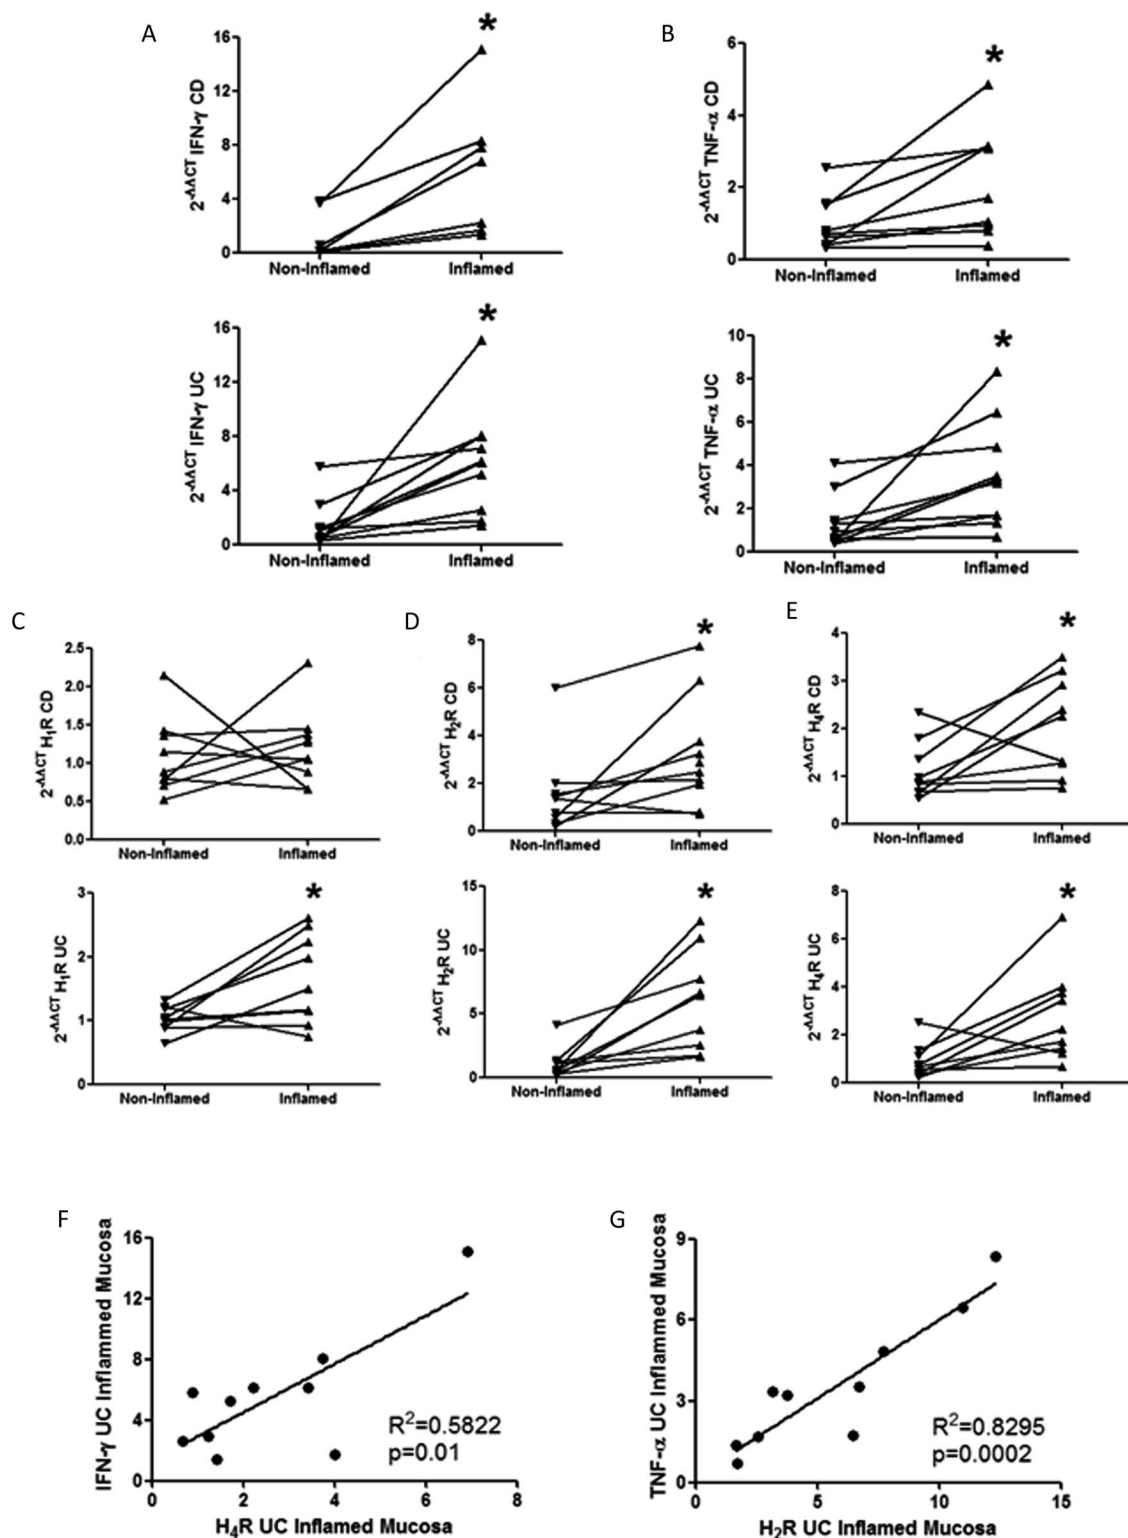 A
16
12
8
4
0
2^-ΔΔCT IFN-γ CD
*
Non-Inflamed
Inflamed
B
6
4
2
0
2^-ΔΔCT TNF-α CD
*
Non-Inflamed
Inflamed
16
12
8
4
0
2^-ΔΔCT IFN-γ UC
*
Non-Inflamed
Inflamed
10
8
6
4
2
0
2^-ΔΔCT TNF-α UC
*
Non-Inflamed
Inflamed
C
2.5
2.0
1.5
1.0
0.5
0.0
2^-ΔΔCT H₁R CD
Non-Inflamed
Inflamed
D
8
6
4
2
0
2^-ΔΔCT H₂R CD
*
Non-Inflamed
Inflamed
E
4
3
2
1
0
2^-ΔΔCT H₄R CD
*
Non-Inflamed
Inflamed
3
2
1
0
2^-ΔΔCT H₁R UC
*
Non-Inflamed
Inflamed
15
10
5
0
2^-ΔΔCT H₂R UC
*
Non-Inflamed
Inflamed
8
6
4
2
0
2^-ΔΔCT H₄R UC
*
Non-Inflamed
Inflamed
F
16
12
8
4
0
IFN-γ UC Inflammed Mucosa
R²=0.5822
p=0.01
0 2 4 6 8
H₄R UC Inflamed Mucosa
G
9
6
3
0
TNF-α UC Inflammed Mucosa
R²=0.8295
p=0.0002
0 5 10 15
H₂R UC Inflamed Mucosa